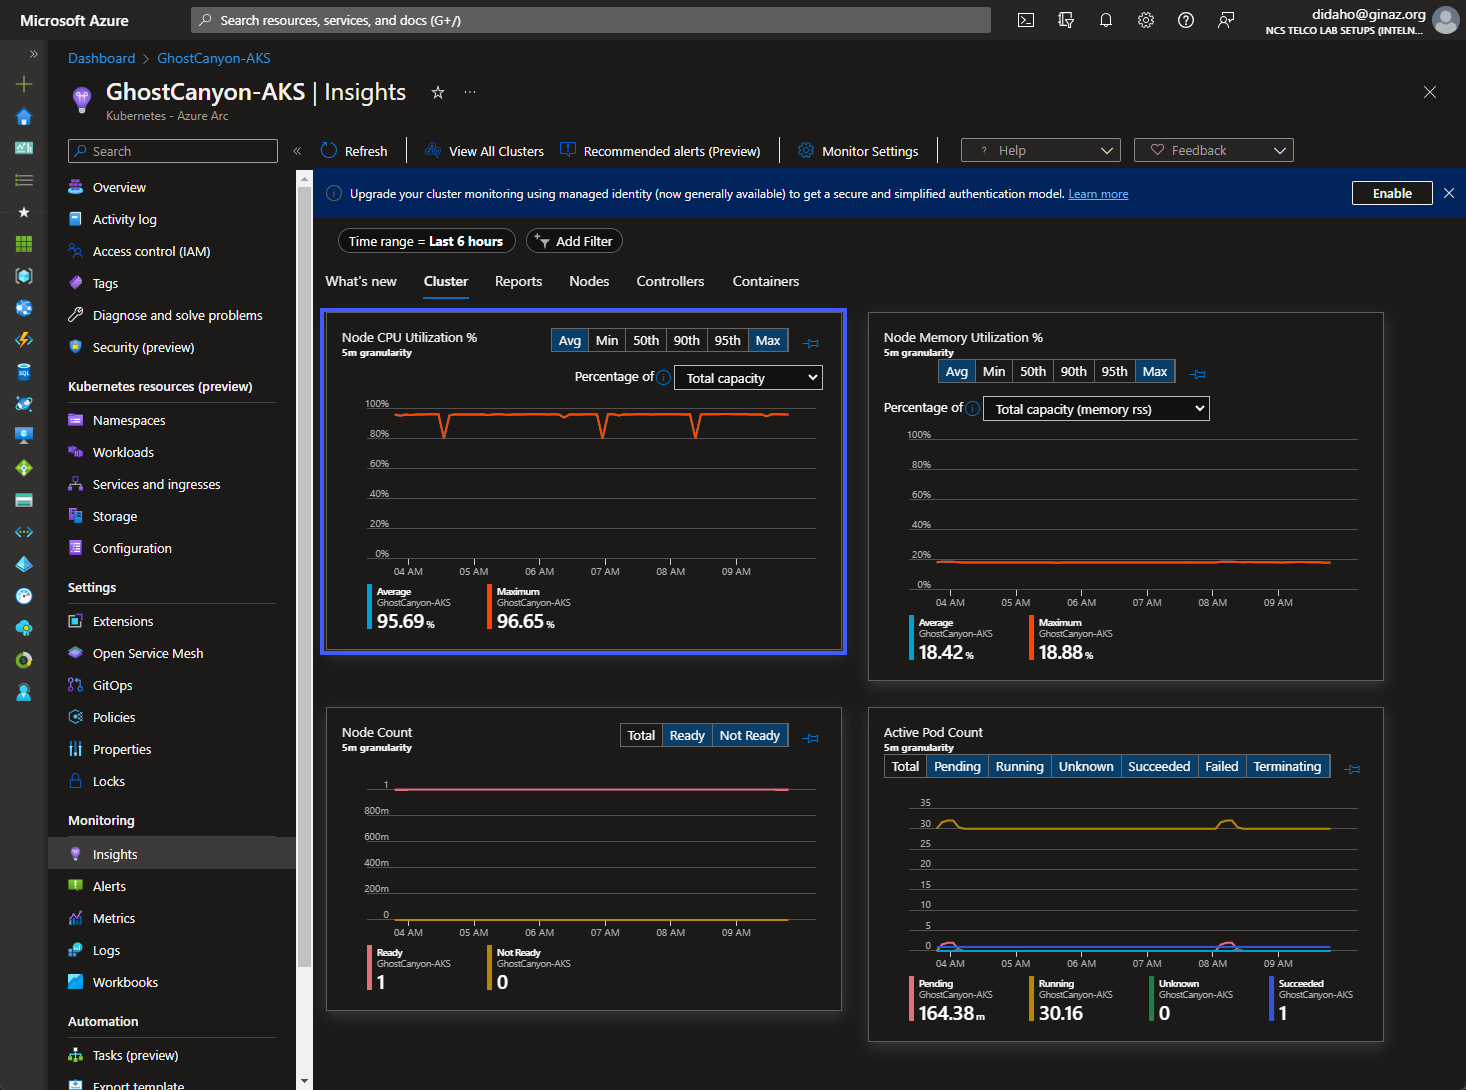 Microsoft Azure
Search resources, services, and docs (G+/)
didaho@ginaz.org
NCS TELCO LAB SETUPS (INTELN...
Dashboard > GhostCanyon-AKS
GhostCanyon-AKS | Insights
Kubernetes - Azure Arc
Search
Refresh
View All Clusters
Recommended alerts (Preview)
Monitor Settings
? Help
Feedback
Upgrade your cluster monitoring using managed identity (now generally available) to get a secure and simplified authentication model. Learn more
Enable
Overview
Activity log
Access control (IAM)
Tags
Diagnose and solve problems
Security (preview)
Kubernetes resources (preview)
Namespaces
Workloads
Services and ingresses
Storage
Configuration
Settings
Extensions
Open Service Mesh
GitOps
Policies
Properties
Locks
Monitoring
Insights
Alerts
Metrics
Logs
Workbooks
Automation
Tasks (preview)
Export template
Time range = Last 6 hours
Add Filter
What's new Cluster Reports Nodes Controllers Containers
Node CPU Utilization %
5m granularity
Avg Min 50th 90th 95th Max
Percentage of Total capacity
100%
80%
60%
40%
20%
0%
04 AM 05 AM 06 AM 07 AM 08 AM 09 AM
Average
GhostCanyon-AKS
95.69 %
Maximum
GhostCanyon-AKS
96.65 %
Node Memory Utilization %
5m granularity
Avg Min 50th 90th 95th Max
Percentage of Total capacity (memory rss)
100%
80%
60%
40%
20%
0%
04 AM 05 AM 06 AM 07 AM 08 AM 09 AM
Average
GhostCanyon-AKS
18.42 %
Maximum
GhostCanyon-AKS
18.88 %
Node Count
5m granularity
Total Ready Not Ready
1
800m
600m
400m
200m
0
04 AM 05 AM 06 AM 07 AM 08 AM 09 AM
Ready
GhostCanyon-AKS
1
Not Ready
GhostCanyon-AKS
0
Active Pod Count
5m granularity
Total Pending Running Unknown Succeeded Failed Terminating
35
30
25
20
15
10
5
0
04 AM 05 AM 06 AM 07 AM 08 AM 09 AM
Pending
GhostCanyon-AKS
164.38 m
Running
GhostCanyon-AKS
30.16
Unknown
GhostCanyon-AKS
0
Succeeded
GhostCanyon-AKS
1